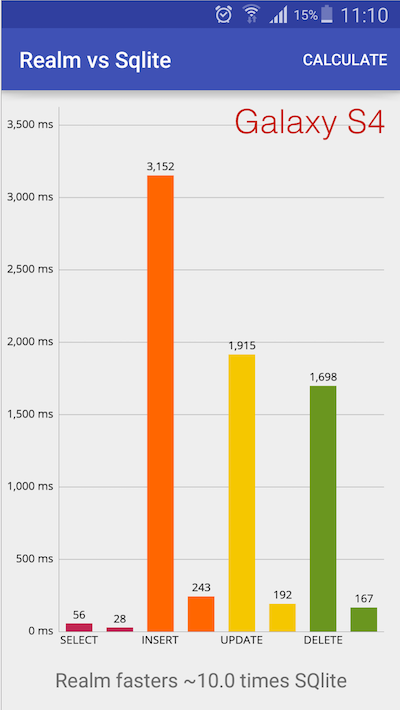 15% 11:10
Realm vs Sqlite CALCULATE
Galaxy S4
3,500 ms
3,152
3,000 ms
2,500 ms
2,000 ms
1,915
1,698
1,500 ms
1,000 ms
500 ms
56 28 243 192 167
0 ms
SELECT INSERT UPDATE DELETE
Realm fasters ~10.0 times SQlite